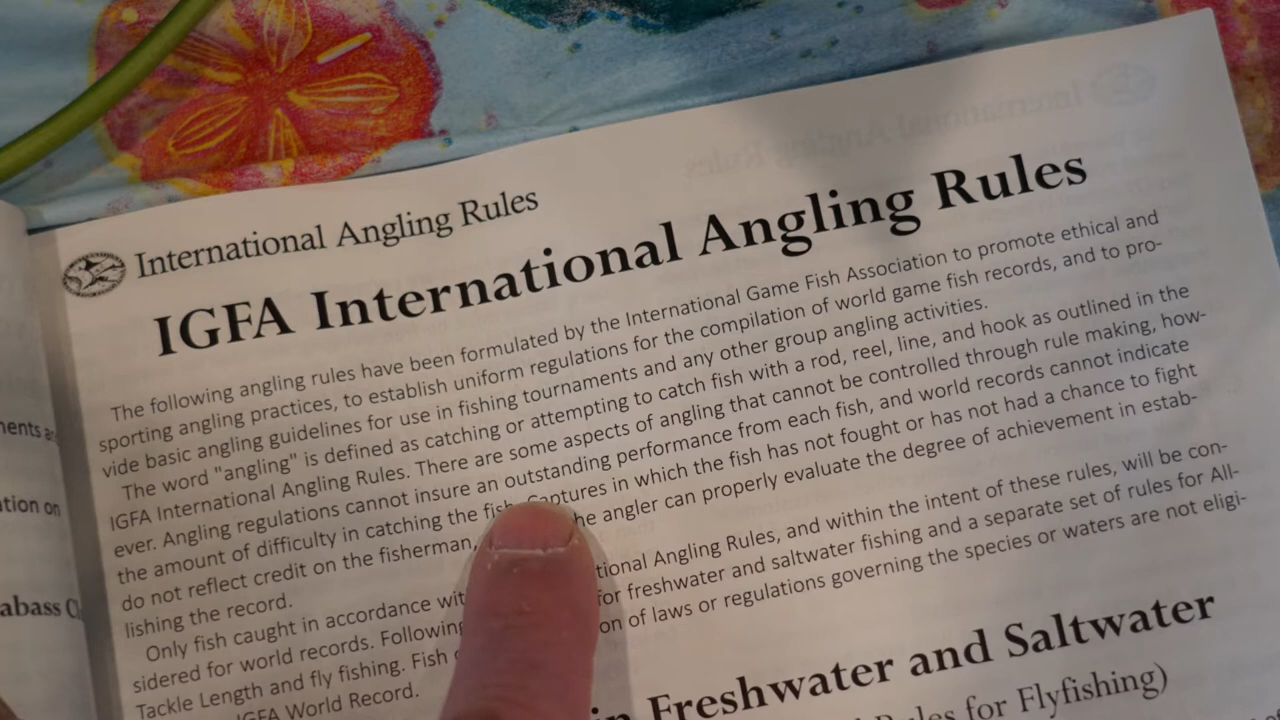 International Angling Rules
IGFA International Angling Rules
The following angling rules have been formulated by the International Game Fish Association to promote ethical and
sporting angling practices, to establish uniform regulations for the compilation of world game fish records, and to pro-
vide basic angling guidelines for use in fishing tournaments and any other group angling activities.
The word "angling" is defined as catching or attempting to catch fish with a rod, reel, line, and hook as outlined in the
IGFA International Angling Rules. There are some aspects of angling that cannot be controlled through rule making, how-
ever. Angling regulations cannot insure an outstanding performance from each fish, and world records cannot indicate
the amount of difficulty in catching the fish. Captures in which the fish has not fought or has not had a chance to fight
do not reflect credit on the fisherman, he angler can properly evaluate the degree of achievement in estab-
lishing the record.
Only fish caught in accordance wit tional Angling Rules, and within the intent of these rules, will be con-
sidered for world records. Following for freshwater and saltwater fishing and a separate set of rules for All-
Tackle Length and fly fishing. Fish on of laws or regulations governing the species or waters are not eligi-
IGFA World Record.
in Freshwater and Saltwater
Rules for Flyfishing)
ments a
tion on
abass C